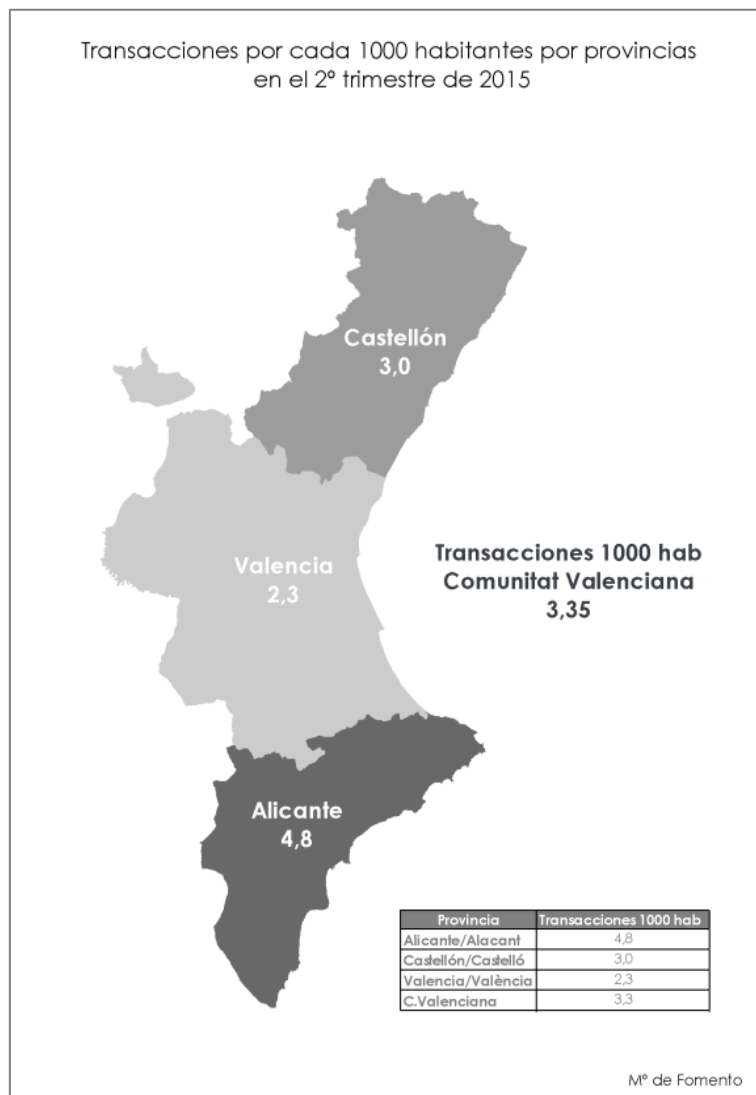 Transacciones por cada 1000 habitantes por provincias
en el 2º trimestre de 2015
Castellón
3,0
Valencia
2,3
Transacciones 1000 hab
Comunitat Valenciana
3,35
Alicante
4,8
Provincia Transacciones 1000 hab
Alicante/Alacant 4,8
Castellón/Castelló 3,0
Valencia/València 2,3
C.Valenciana 3,3
Mº de Fomento